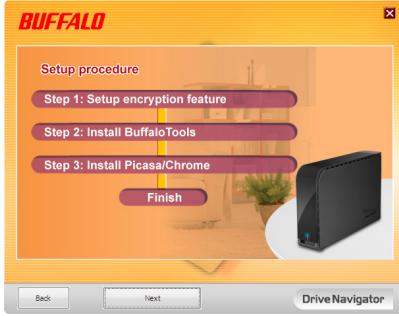 BUFFALO
Setup procedure
Step 1: Setup encryption feature
Step 2: Install BuffaloTools
Step 3: Install Picasa/Chrome
Finish
Back
Next
DriveNavigator